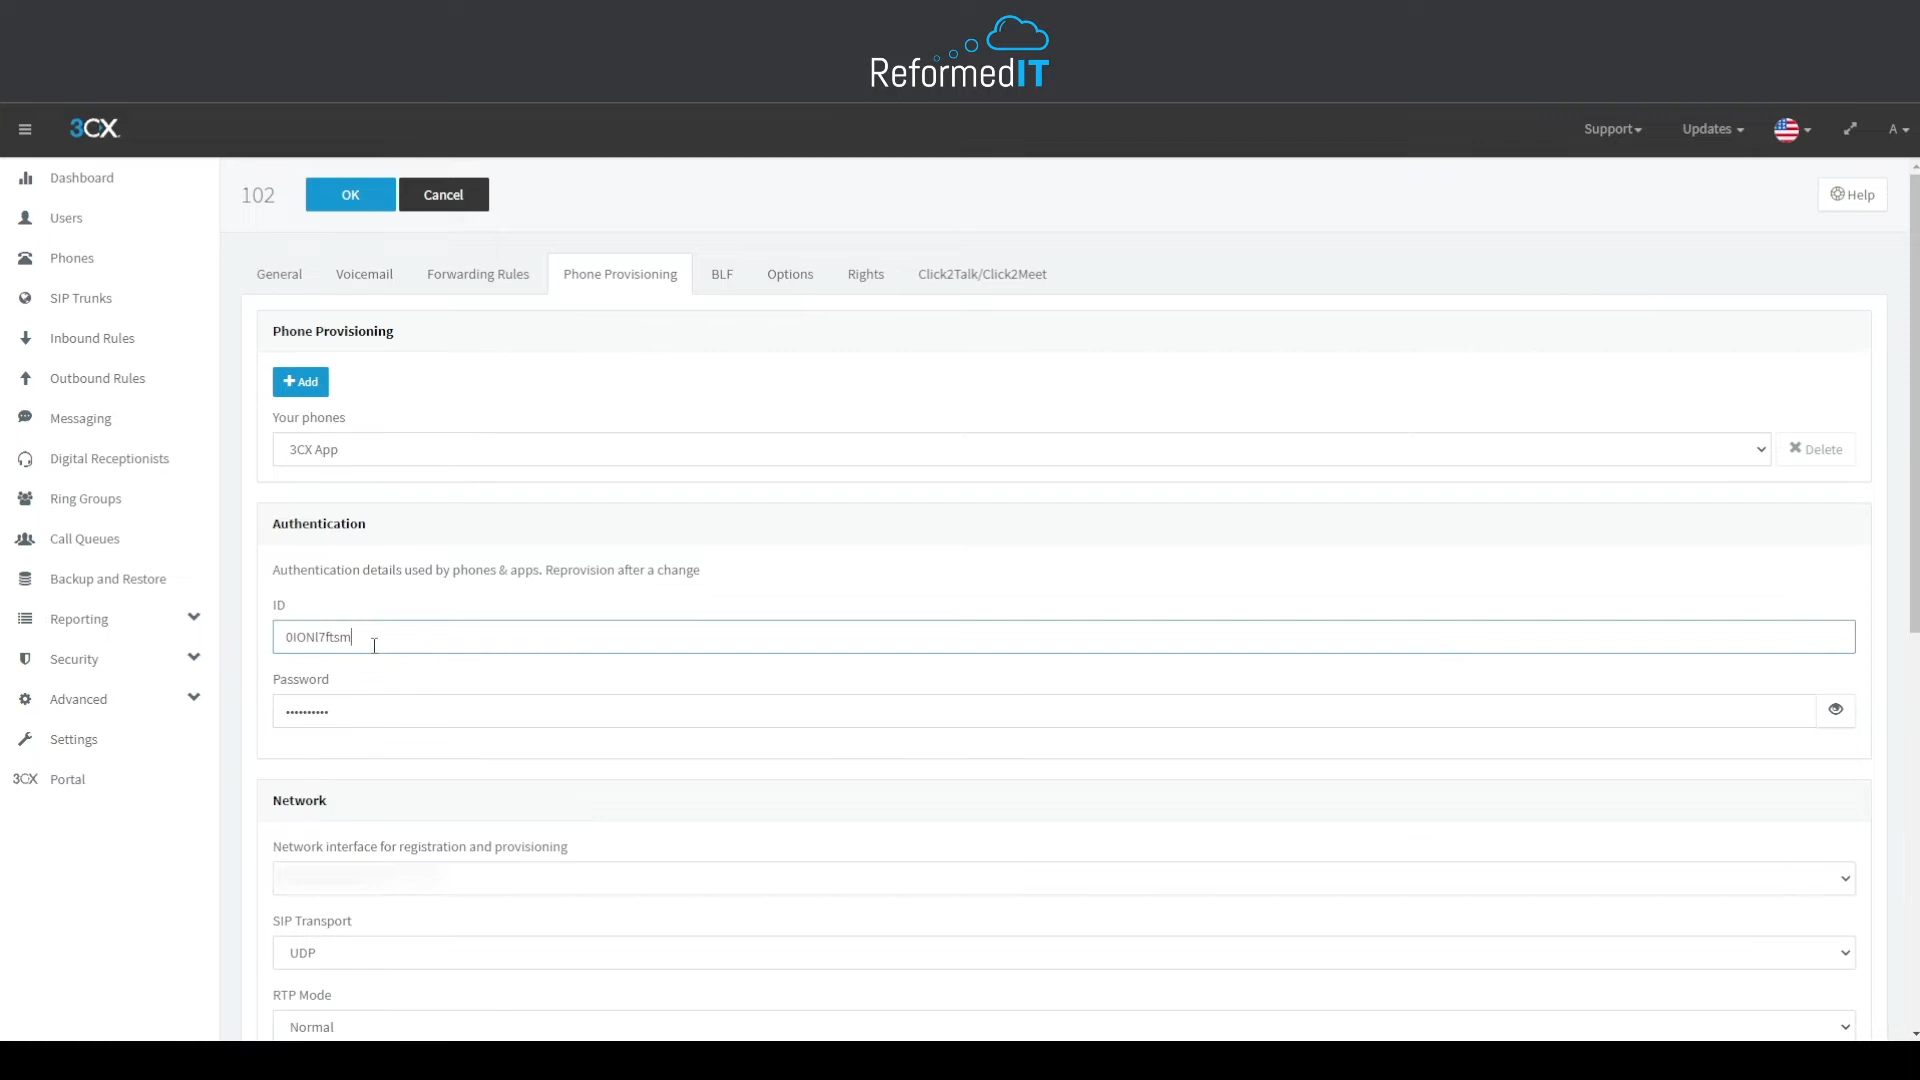 ReformedIT
3CX
Support
Updates
A
Dashboard
Users
Phones
SIP Trunks
Inbound Rules
Outbound Rules
Messaging
Digital Receptionists
Ring Groups
Call Queues
Backup and Restore
Reporting
Security
Advanced
Settings
3CX Portal
102
OK
Cancel
Help
General
Voicemail
Forwarding Rules
Phone Provisioning
BLF
Options
Rights
Click2Talk/Click2Meet
Phone Provisioning
Add
Your phones
3CX App
Delete
Authentication
Authentication details used by phones & apps. Reprovision after a change
ID
0IONl7ftsm
Password
••••••••••
Network
Network interface for registration and provisioning
SIP Transport
UDP
RTP Mode
Normal